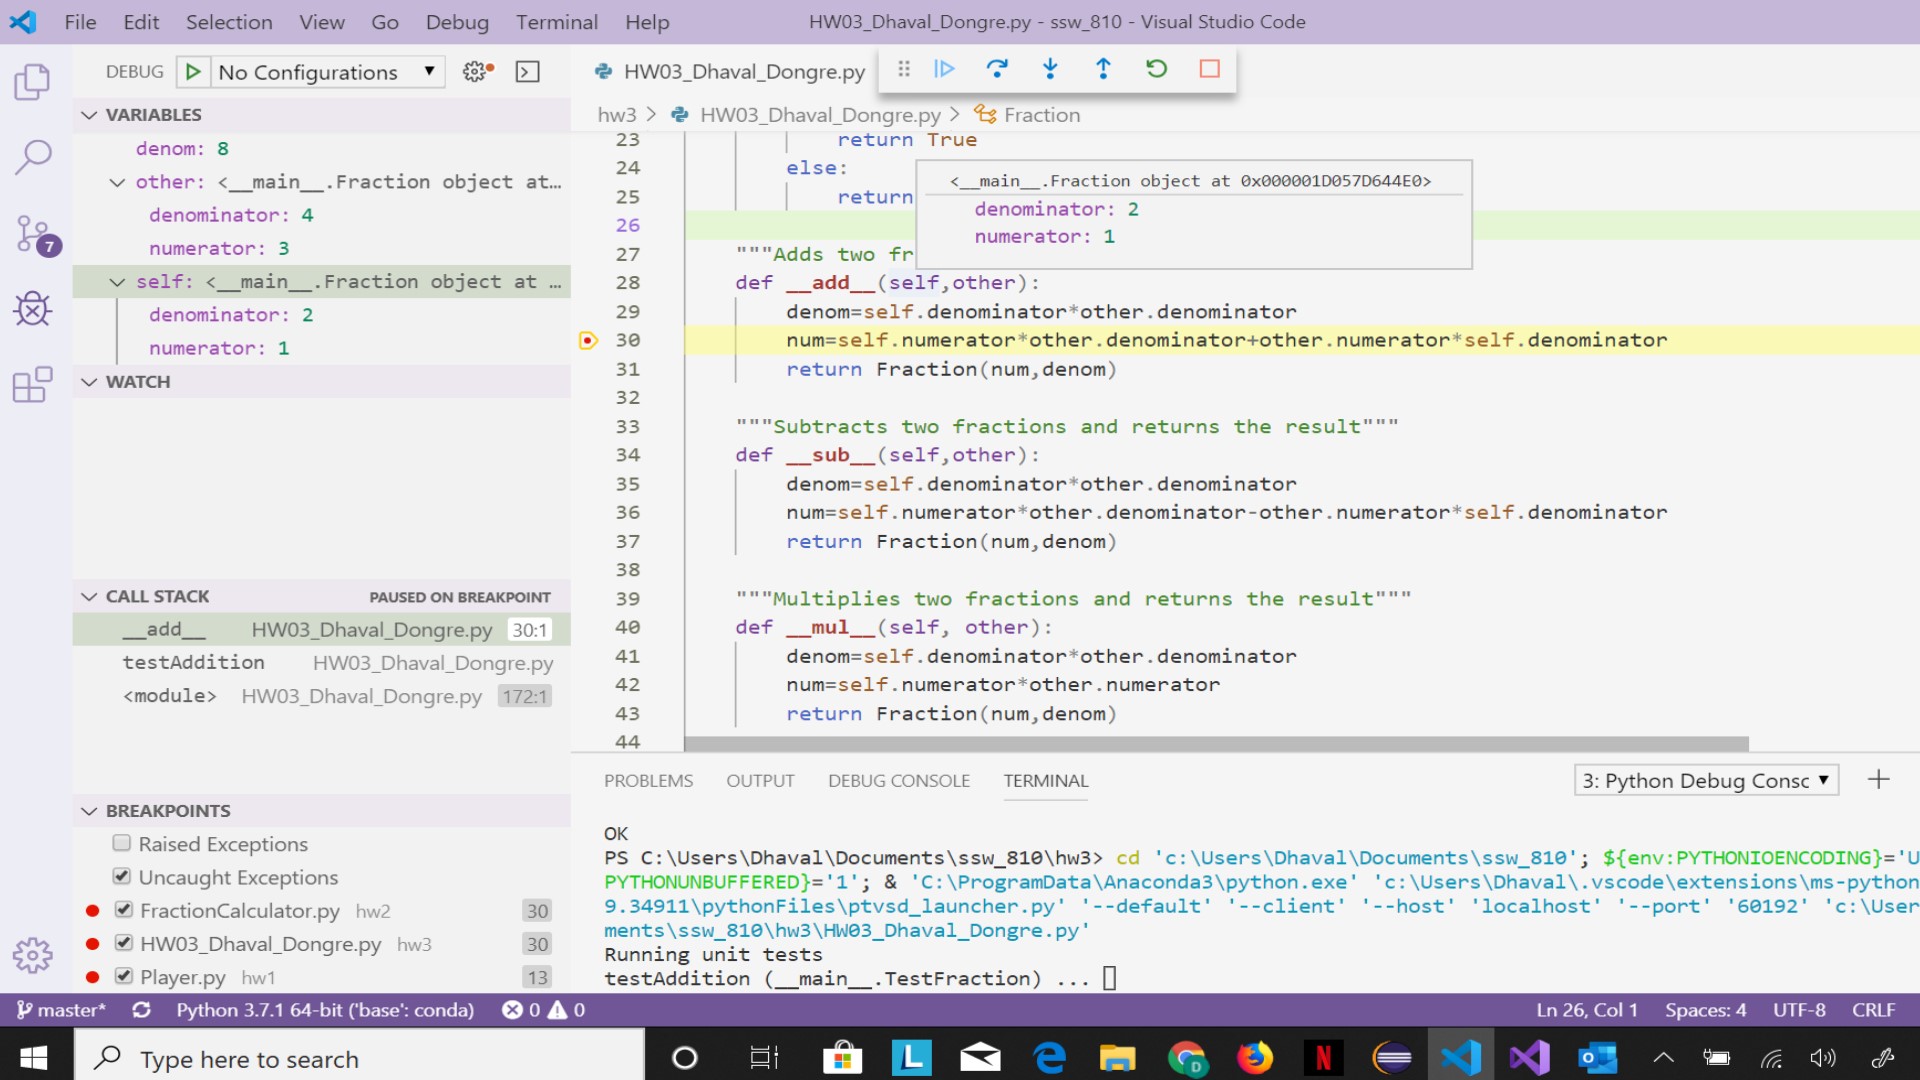 File Edit Selection View Go Debug Terminal Help HW03_Dhaval_Dongre.py - ssw_810 - Visual Studio Code
DEBUG No Configurations
HW03_Dhaval_Dongre.py
VARIABLES
denom: 8
other: <__main__.Fraction object at…
denominator: 4
numerator: 3
self: <__main__.Fraction object at …
denominator: 2
numerator: 1
WATCH
CALL STACK PAUSED ON BREAKPOINT
__add__ HW03_Dhaval_Dongre.py 30:1
testAddition HW03_Dhaval_Dongre.py
<module> HW03_Dhaval_Dongre.py 172:1
BREAKPOINTS
Raised Exceptions
Uncaught Exceptions
FractionCalculator.py hw2 30
HW03_Dhaval_Dongre.py hw3 30
Player.py hw1 13
7
hw3 > HW03_Dhaval_Dongre.py > Fraction
23 return True
24 else:
25 return
26
<__main__.Fraction object at 0x000001D057D644E0>
denominator: 2
numerator: 1
27 """Adds two fr
28 def __add__(self,other):
29 denom=self.denominator*other.denominator
30 num=self.numerator*other.denominator+other.numerator*self.denominator
31 return Fraction(num,denom)
32
33 """Subtracts two fractions and returns the result"""
34 def __sub__(self,other):
35 denom=self.denominator*other.denominator
36 num=self.numerator*other.denominator-other.numerator*self.denominator
37 return Fraction(num,denom)
38
39 """Multiplies two fractions and returns the result"""
40 def __mul__(self, other):
41 denom=self.denominator*other.denominator
42 num=self.numerator*other.numerator
43 return Fraction(num,denom)
44
PROBLEMS OUTPUT DEBUG CONSOLE TERMINAL 3: Python Debug Consc
OK
PS C:\Users\Dhaval\Documents\ssw_810\hw3> cd 'c:\Users\Dhaval\Documents\ssw_810'; ${env:PYTHONIOENCODING}='U
PYTHONUNBUFFERED}='1'; & 'C:\ProgramData\Anaconda3\python.exe' 'c:\Users\Dhaval\.vscode\extensions\ms-python
9.34911\pythonFiles\ptvsd_launcher.py' '--default' '--client' '--host' 'localhost' '--port' '60192' 'c:\User
ments\ssw_810\hw3\HW03_Dhaval_Dongre.py'
Running unit tests
testAddition (__main__.TestFraction) ...
master* Python 3.7.1 64-bit ('base': conda) 0 0 Ln 26, Col 1 Spaces: 4 UTF-8 CRLF
Type here to search